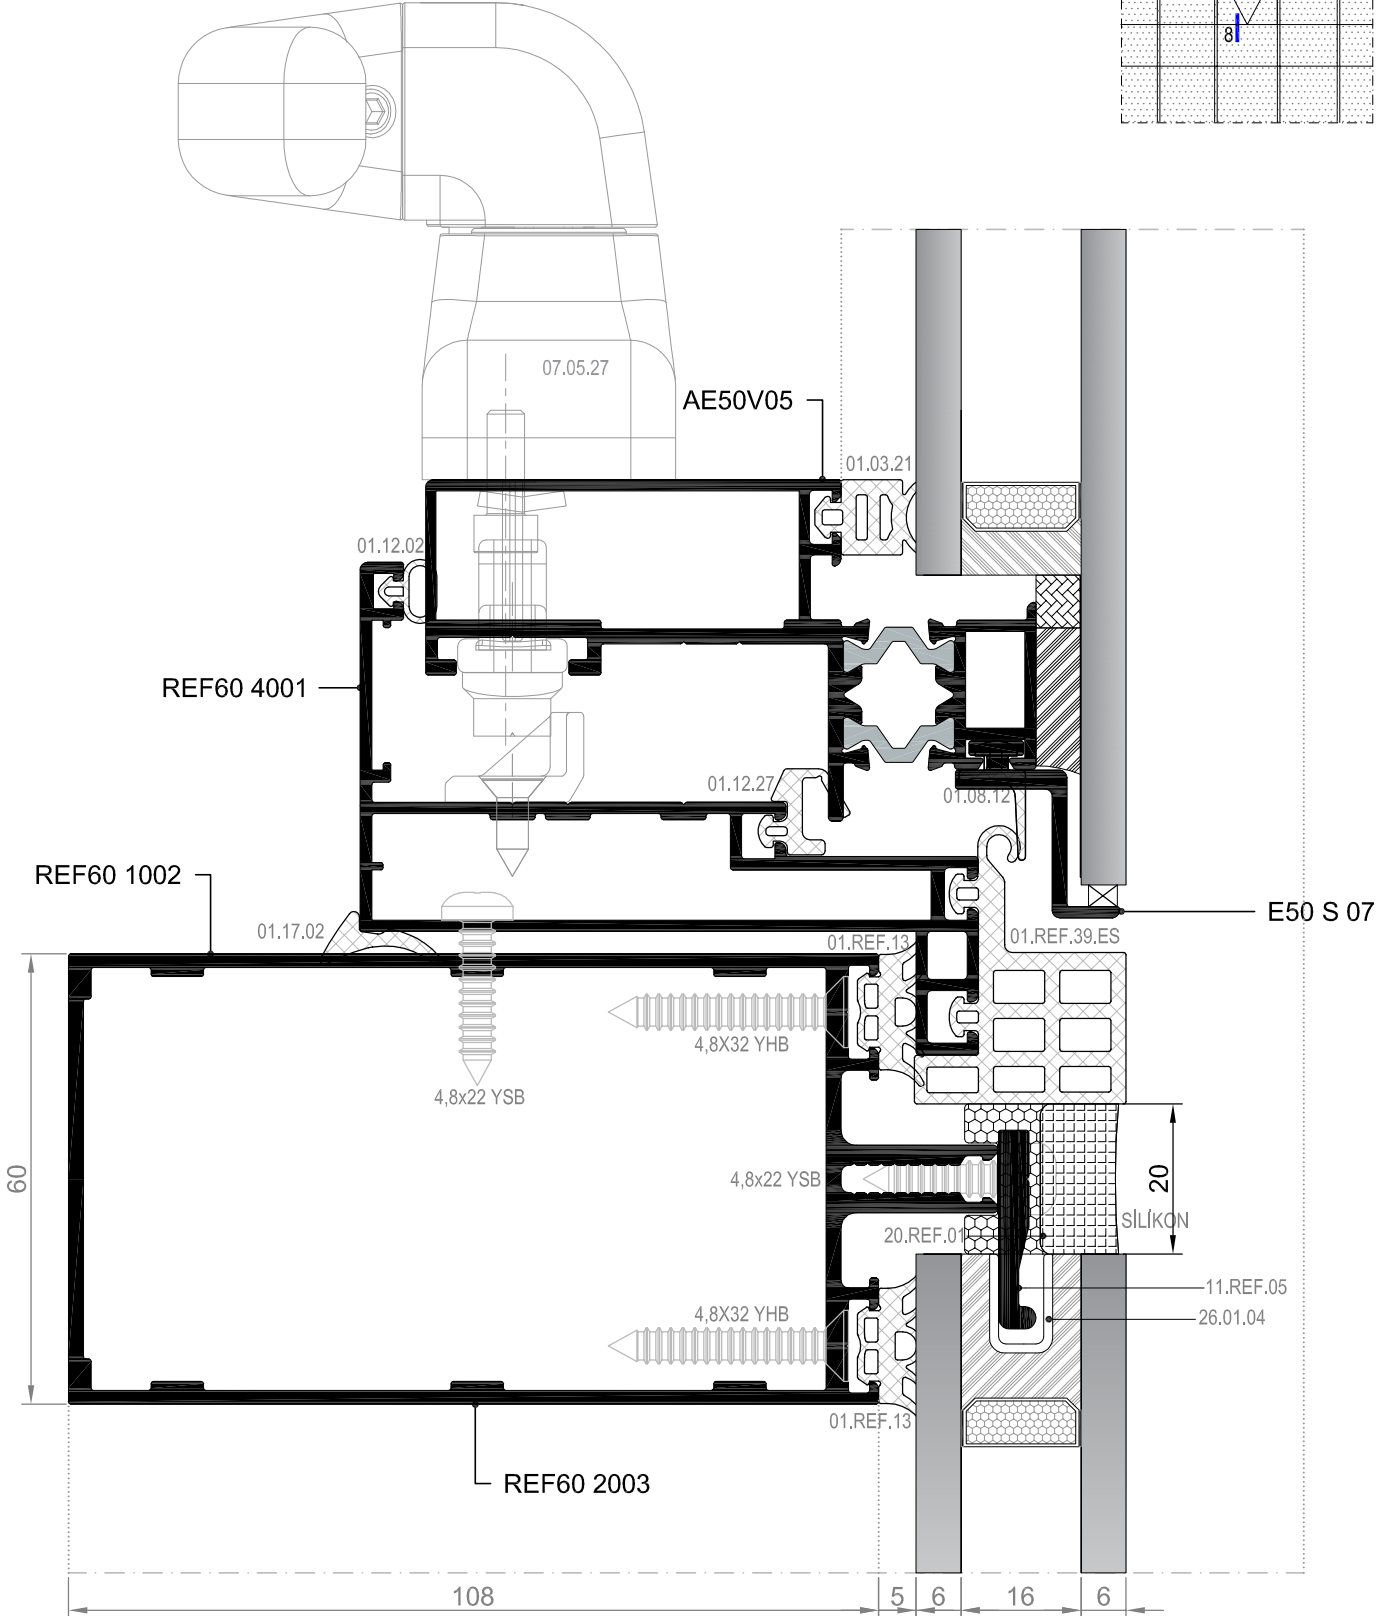 8
07.05.27
AE50V05
01.03.21
01.12.02
REF60 4001
01.12.27
01.08.12
REF60 1002
E50 S 07
01.17.02
01.REF.13
01.REF.39.ES
4,8X32 YHB
4,8x22 YSB
60
4,8x22 YSB
20
SİLİKON
20.REF.01
11.REF.05
4,8X32 YHB
26.01.04
01.REF.13
REF60 2003
108
5
6
16
6